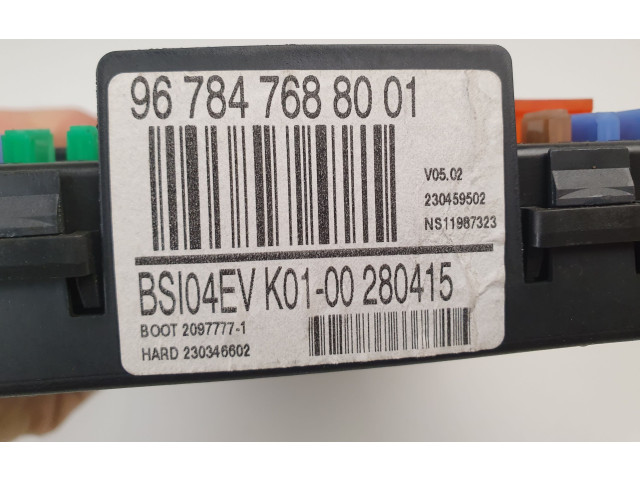 96 784 768 80 01
V05.02
230459502
NS11987323
BSI04EV K01-00 280415
BOOT 2097777-1
HARD 230346602